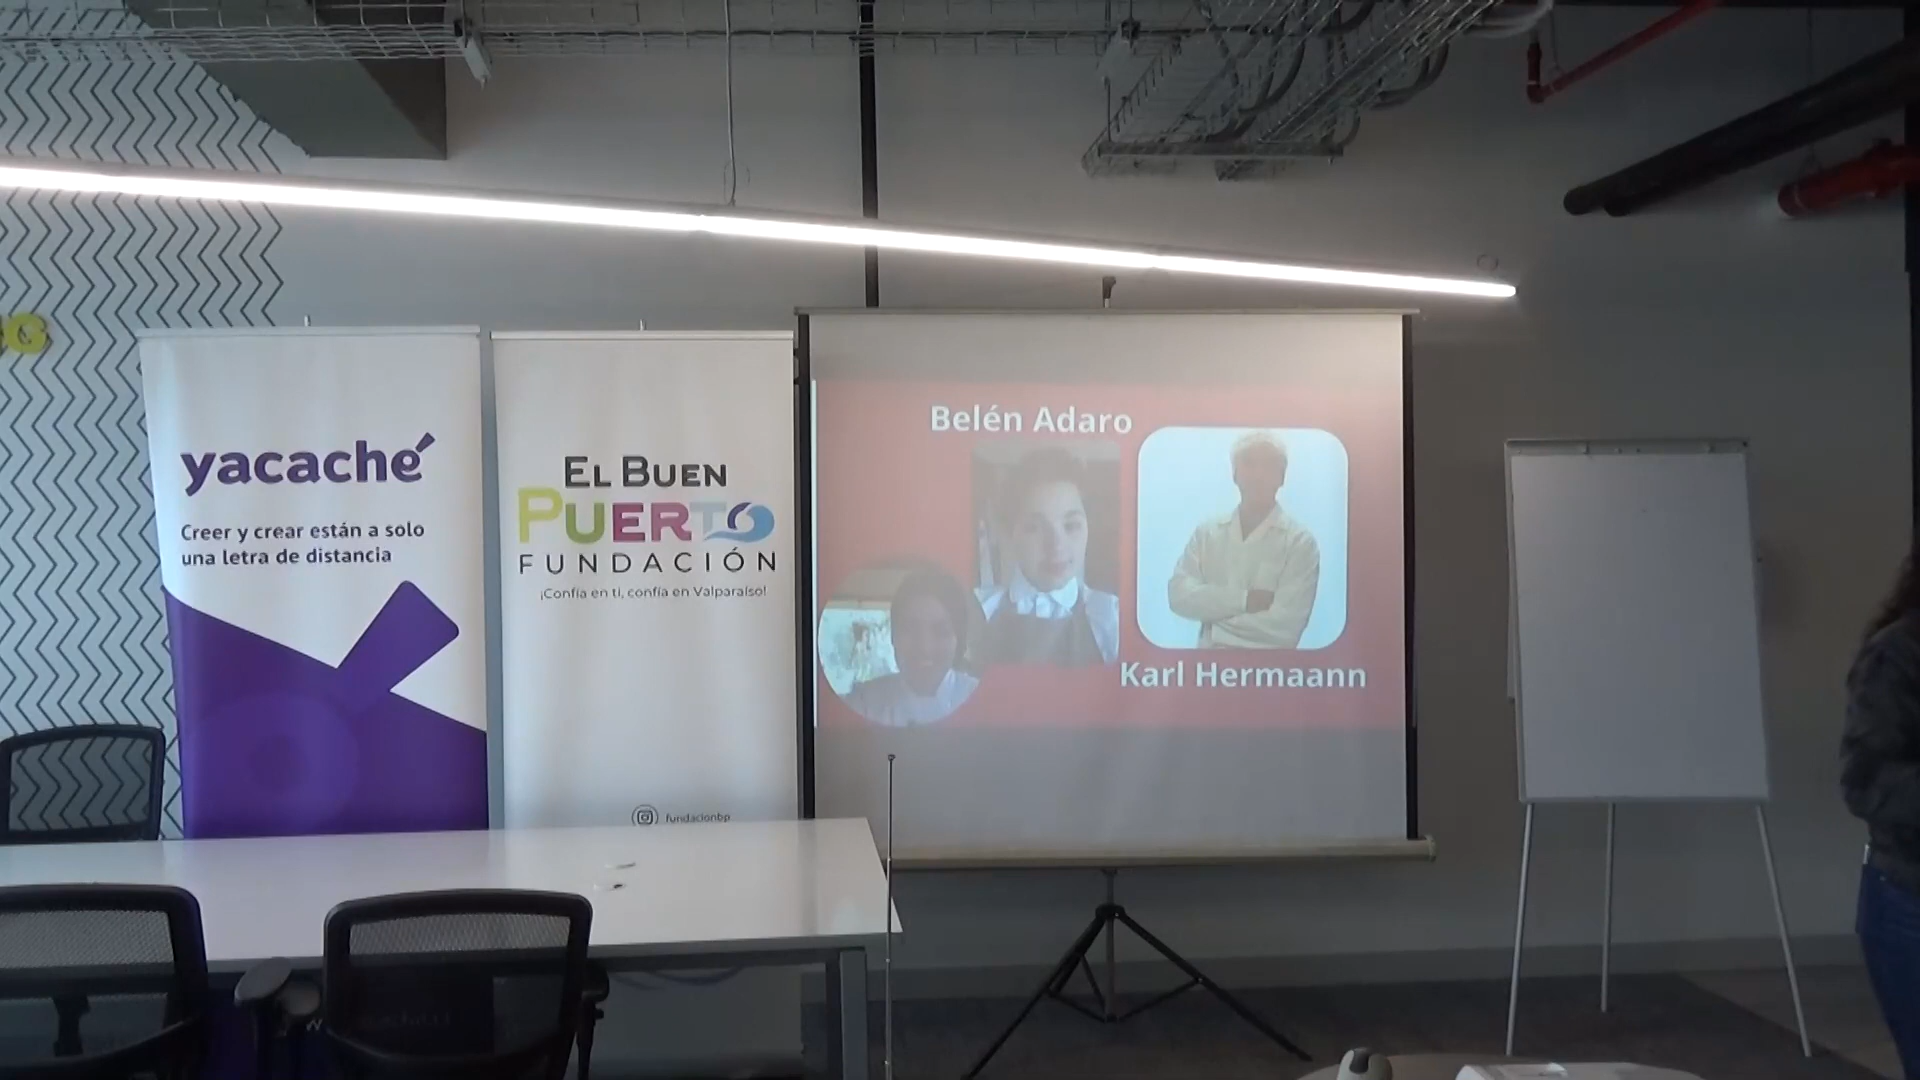 yacaché
Creer y crear están a solo
una letra de distancia
EL BUEN
PUERTO
FUNDACIÓN
¡Confía en ti, confía en Valparaíso!
fundacionbp
Belén Adaro
Karl Hermaann